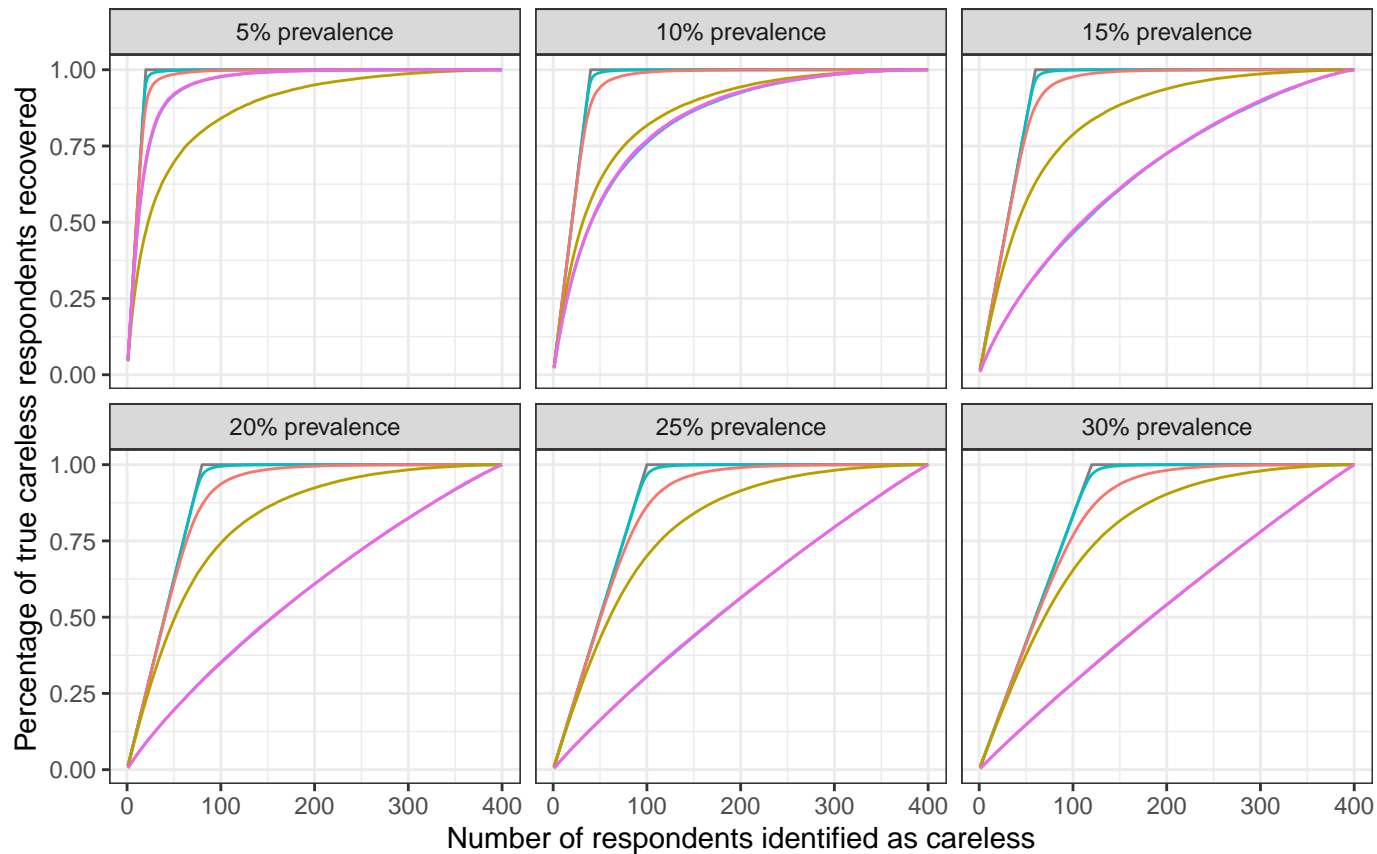 5% prevalence
10% prevalence
15% prevalence
1.00
0.75
0.50
0.25
0.00
20% prevalence
25% prevalence
30% prevalence
1.00
0.75
0.50
0.25
0.00
0 100 200 300 400
0 100 200 300 400
0 100 200 300 400
Number of respondents identified as careless
Percentage of true careless respondents recovered